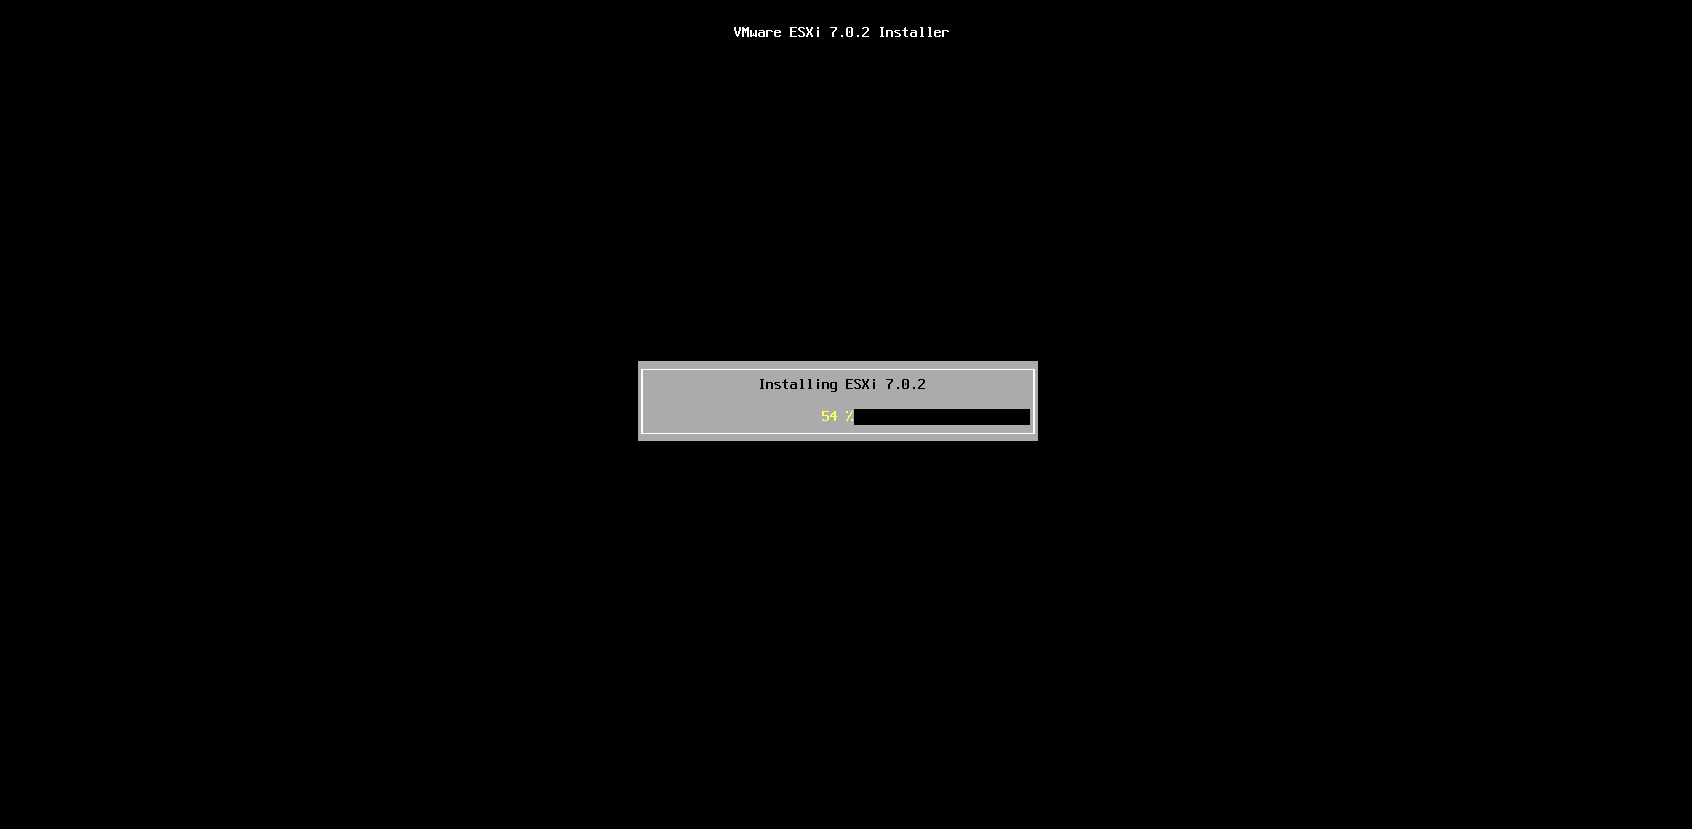 VMware ESXi 7.0.2 Installer
Installing ESXi 7.0.2
54 %